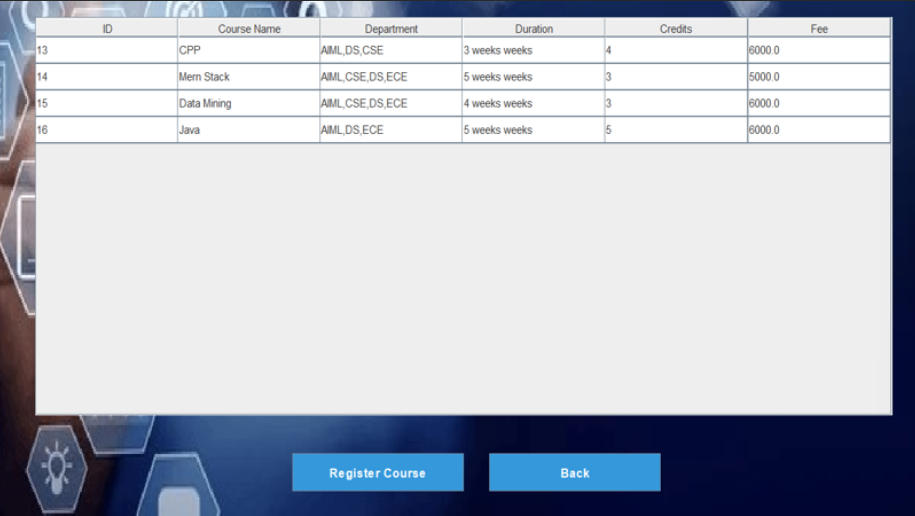 ID Course Name Department Duration Credits Fee
13 CPP AIML,DS,CSE 3 weeks weeks 4 6000.0
14 Mern Stack AIML,CSE,DS,ECE 5 weeks weeks 3 5000.0
15 Data Mining AIML,CSE,DS,ECE 4 weeks weeks 3 6000.0
16 Java AIML,DS,ECE 5 weeks weeks 5 6000.0
Register Course Back